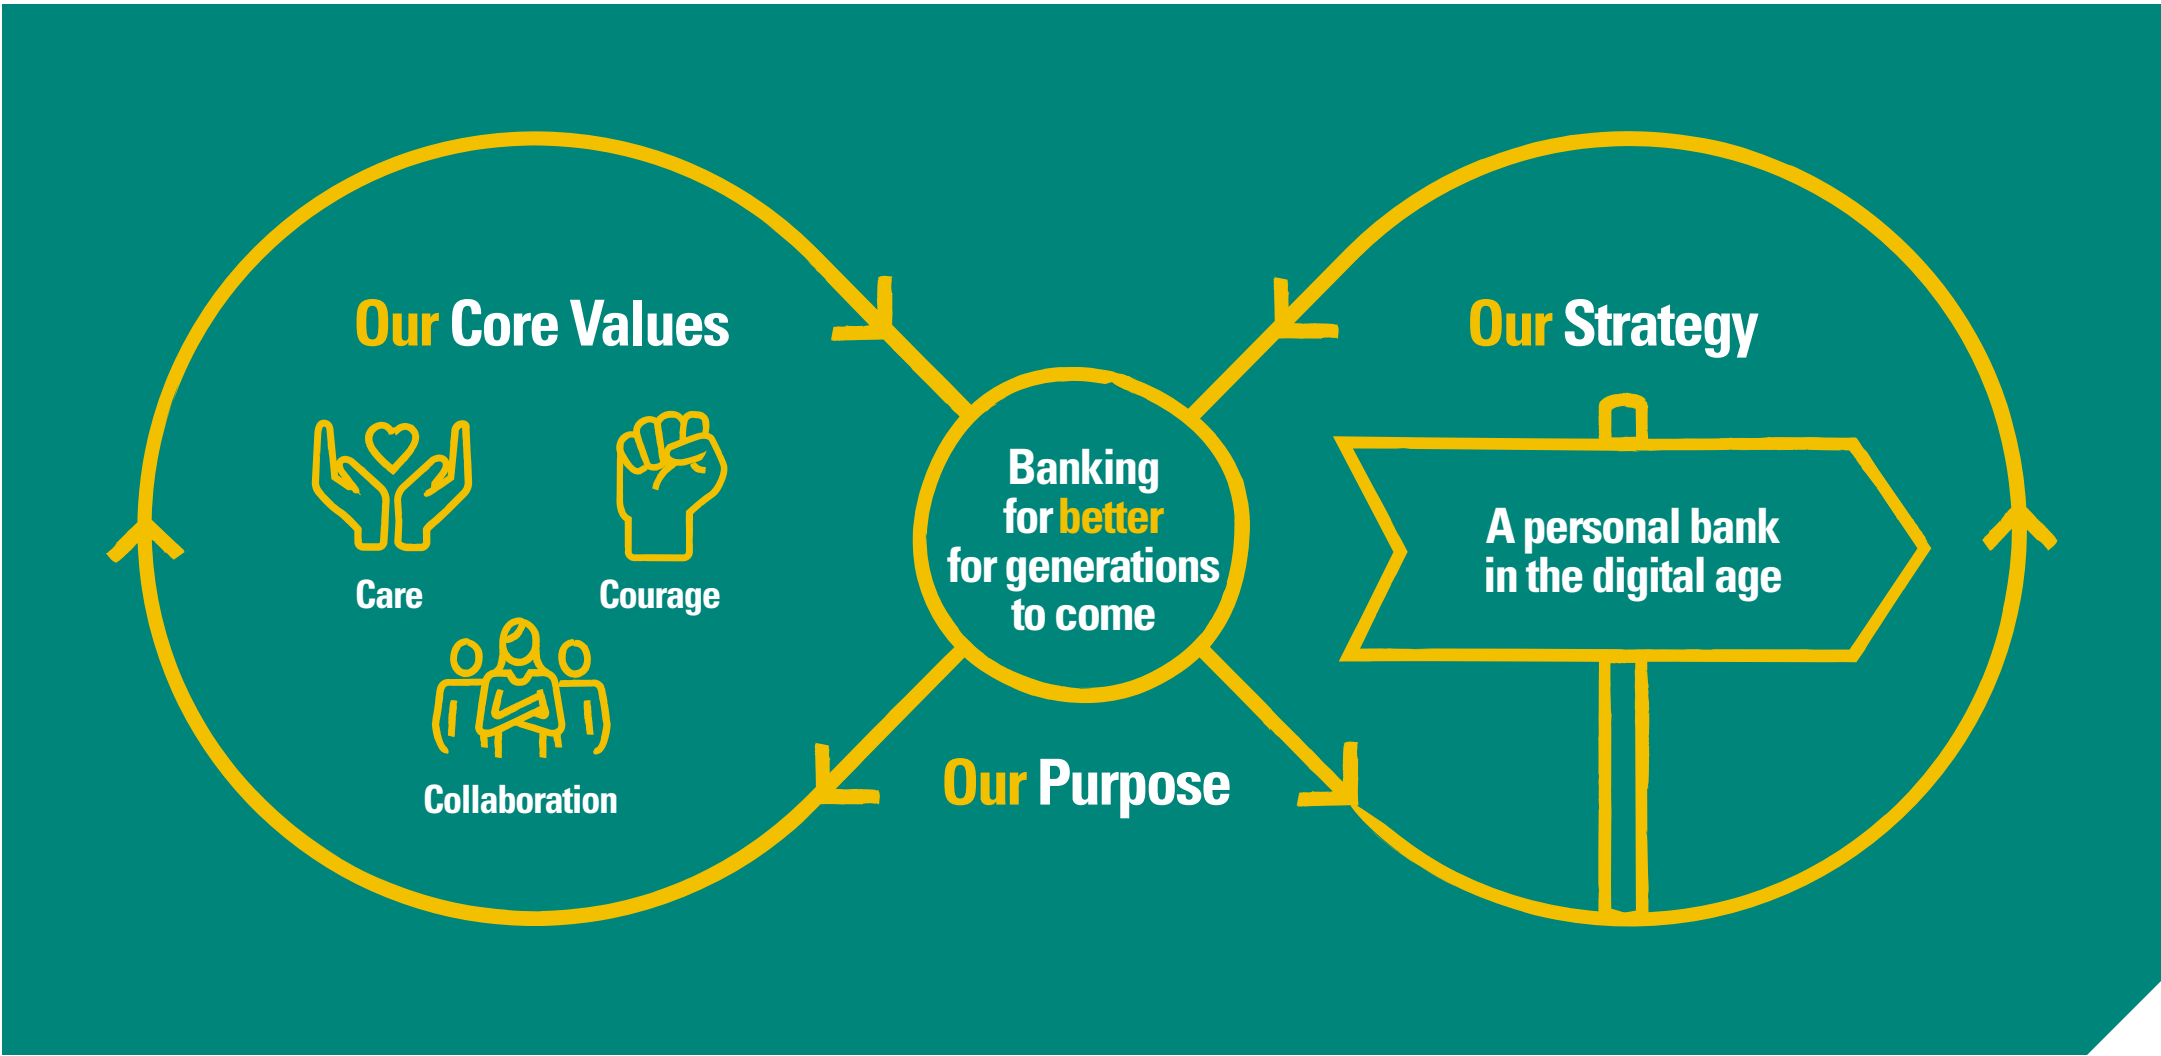 Our Core Values
Care
Courage
Collaboration
Banking
for better
for generations
to come
Our Purpose
Our Strategy
A personal bank
in the digital age